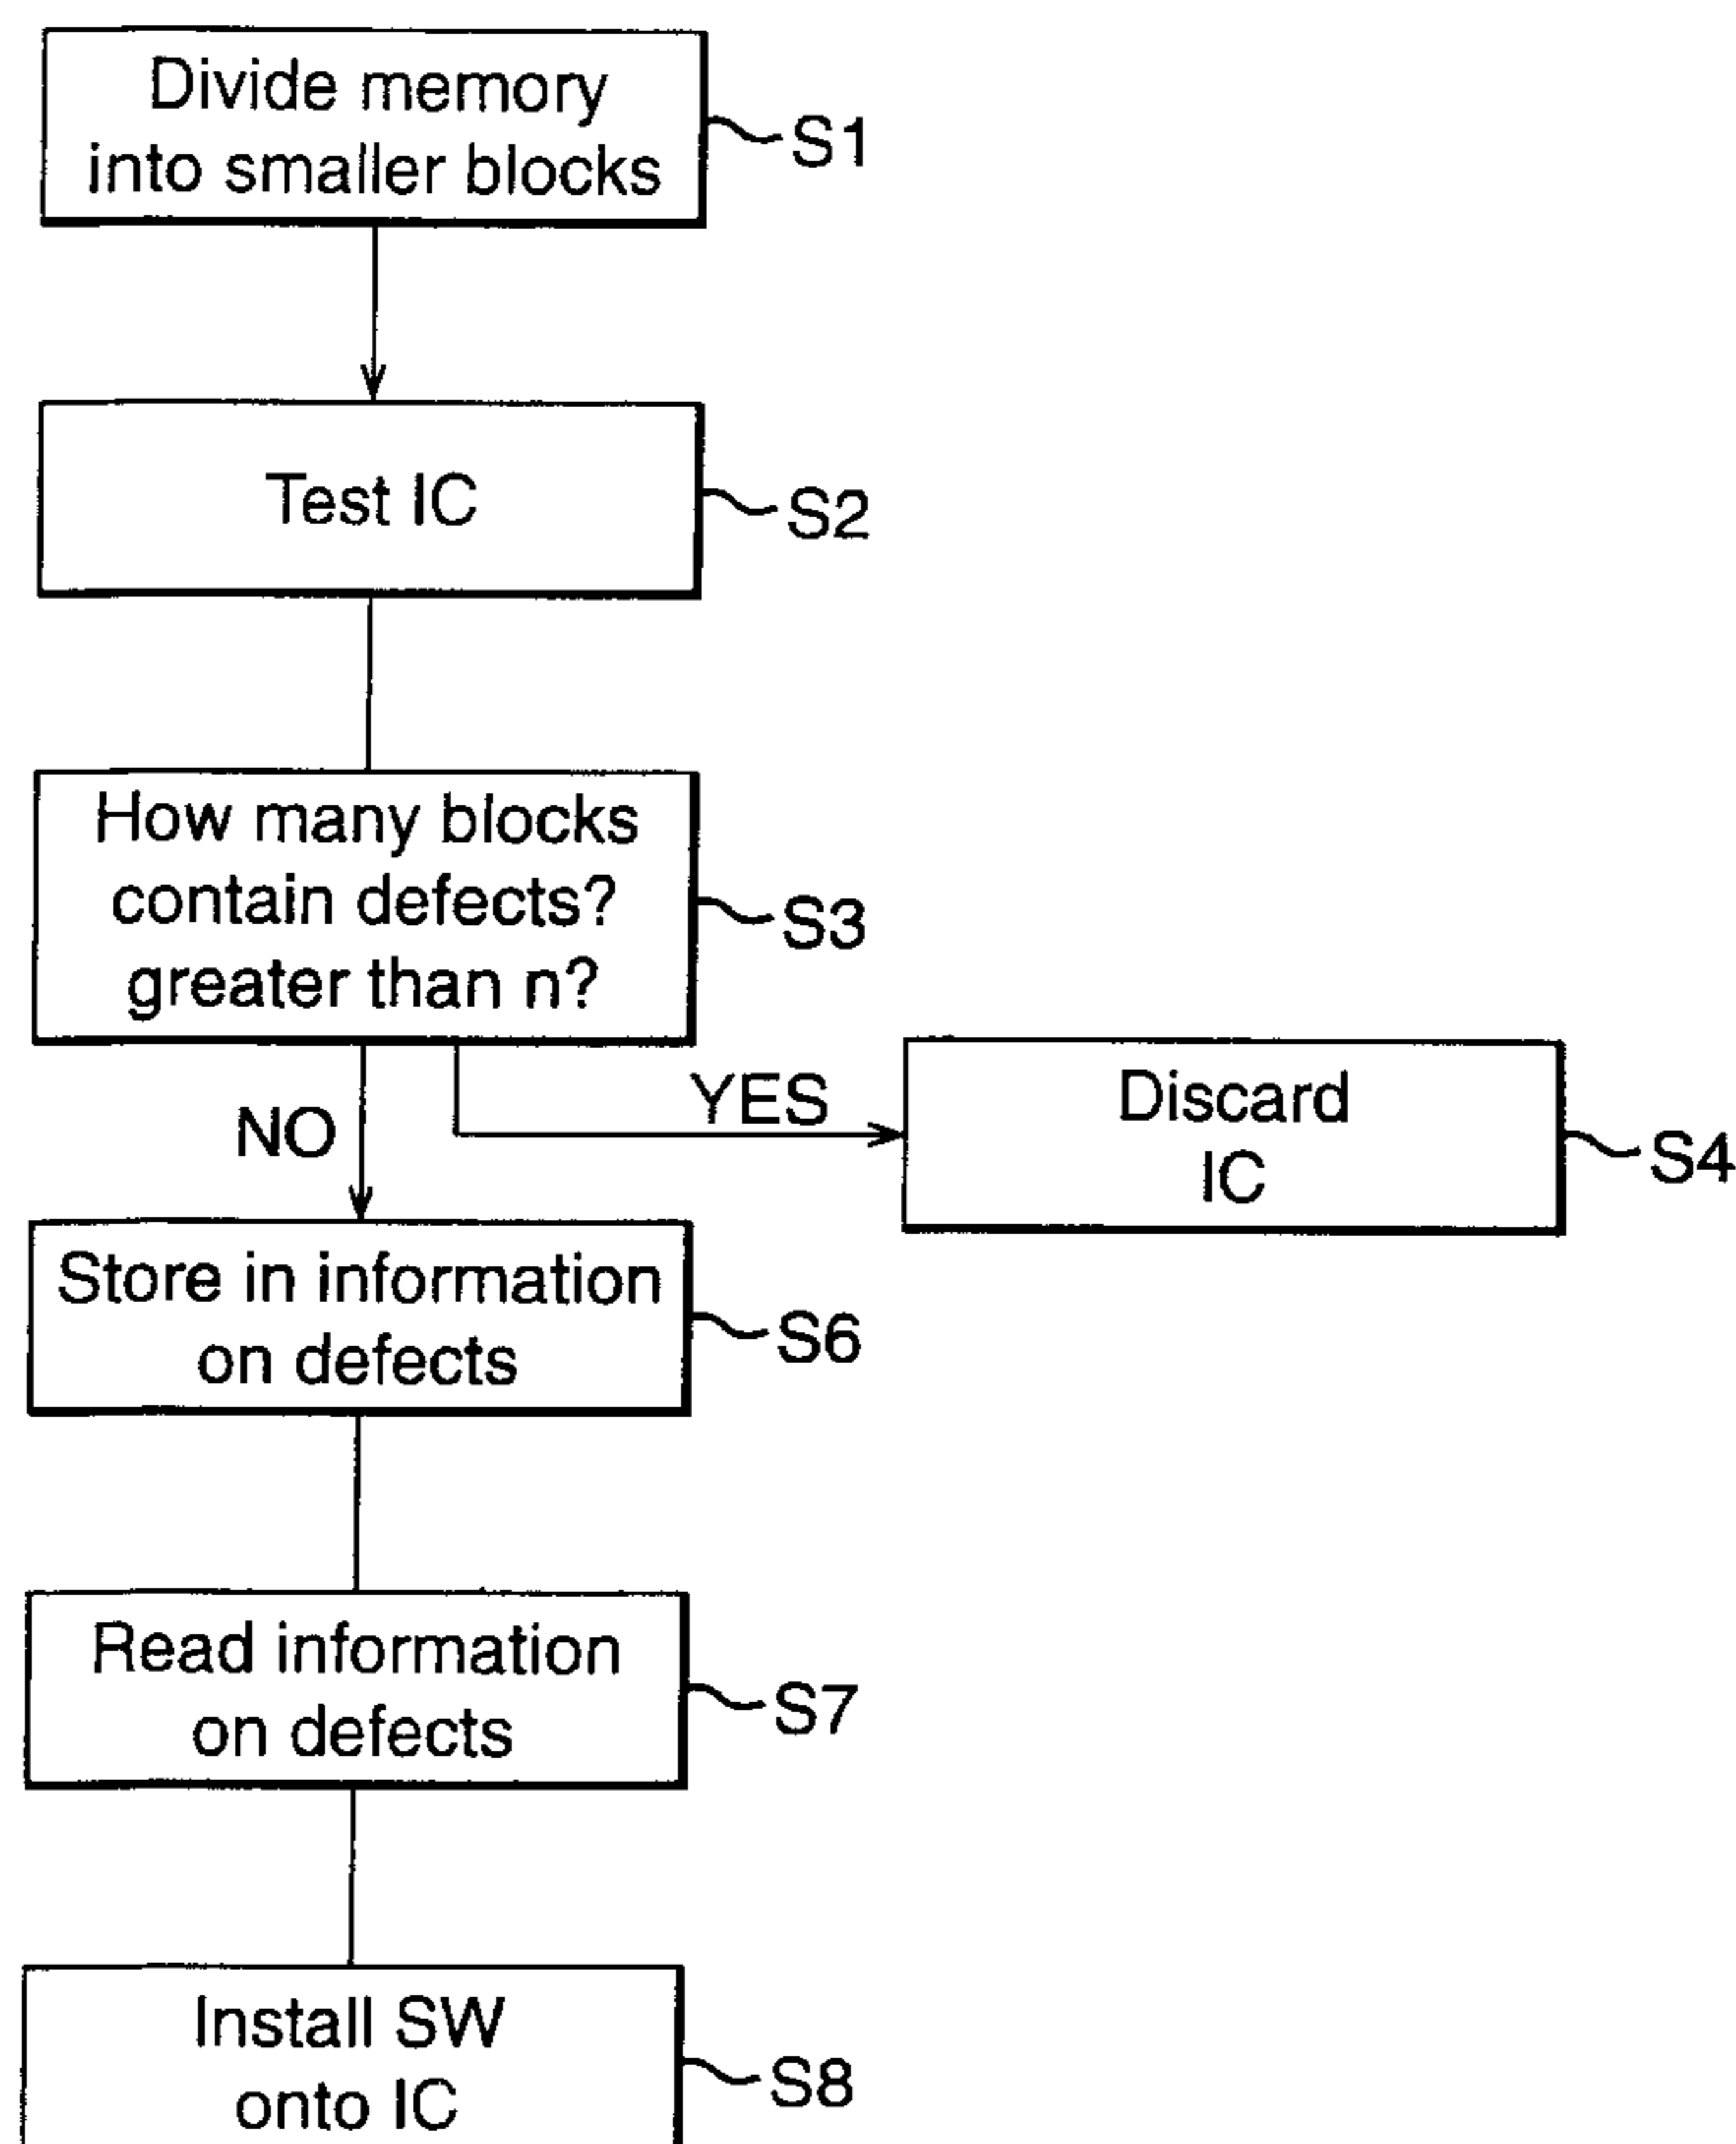 Divide memory
into smaller blocks
S1
Test IC
S2
How many blocks
contain defects?
greater than n?
S3
YES
NO
Discard
IC
S4
Store in information
on defects
S6
Read information
on defects
S7
Install SW
onto IC
S8